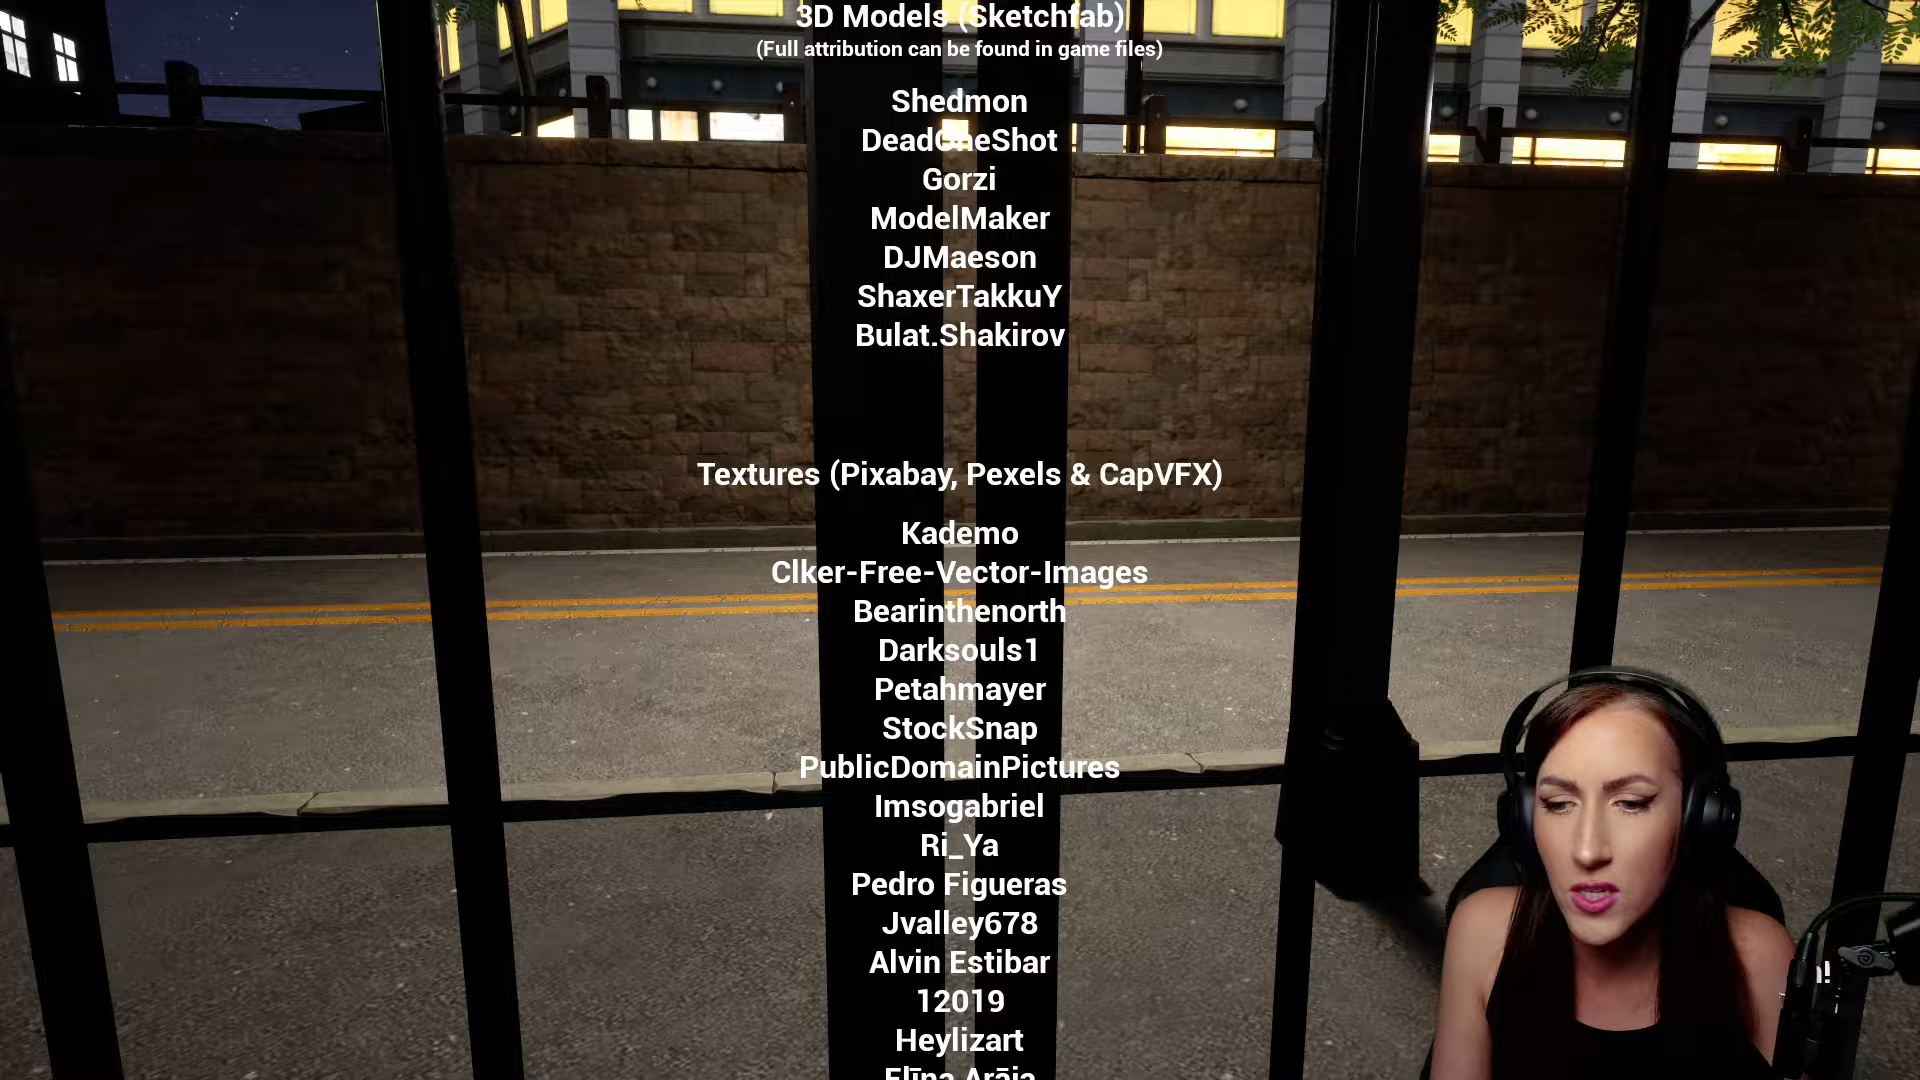 3D Models (Sketchfab)
(Full attribution can be found in game files)
Shedmon
DeadOneShot
Gorzi
ModelMaker
DJMaeson
ShaxerTakkuY
Bulat.Shakirov
Textures (Pixabay, Pexels & CapVFX)
Kademo
Clker-Free-Vector-Images
Bearinthenorth
Darksouls1
Petahmayer
StockSnap
PublicDomainPictures
Imsogabriel
Ri_Ya
Pedro Figueras
Jvalley678
Alvin Estibar
12019
Heylizart
Elīna Arāja